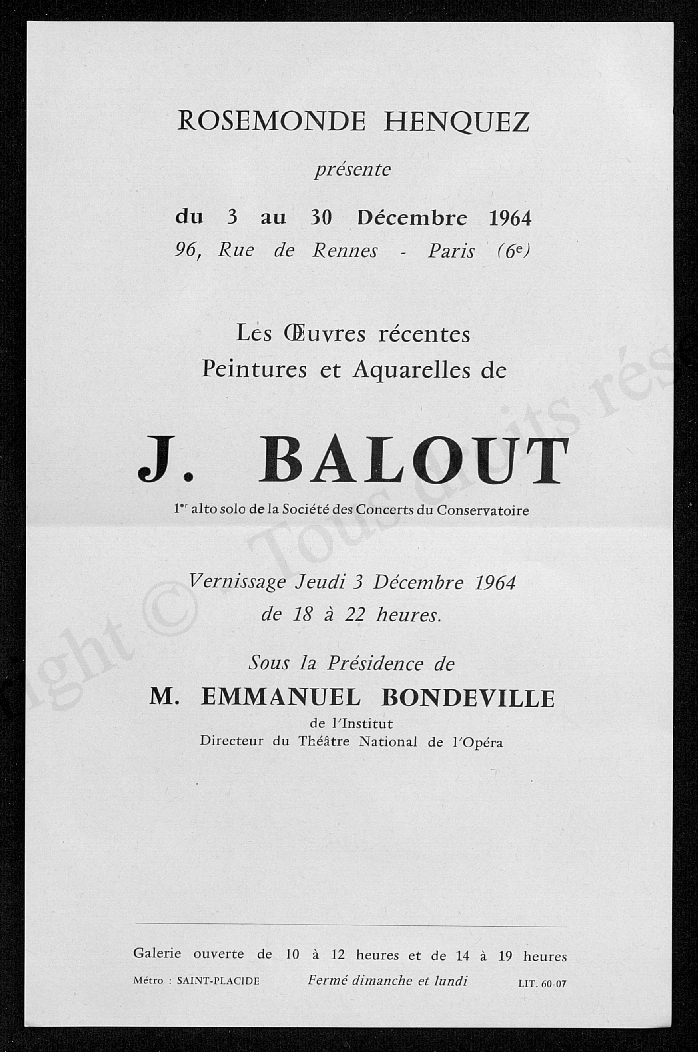 ROSEMONDE HENQUEZ
présente
du 3 au 30 Décembre 1964
96, Rue de Rennes - Paris (6e)
Les Œuvres récentes
Peintures et Aquarelles de
J. BALOUT
1er alto solo de la Société des Concerts du Conservatoire
Vernissage Jeudi 3 Décembre 1964
de 18 à 22 heures.
Sous la Présidence de
M. EMMANUEL BONDEVILLE
de l'Institut
Directeur du Théâtre National de l'Opéra
Galerie ouverte de 10 à 12 heures et de 14 à 19 heures
Métro : SAINT-PLACIDE Fermé dimanche et lundi LIT. 60-07
right © - Tous droits rése